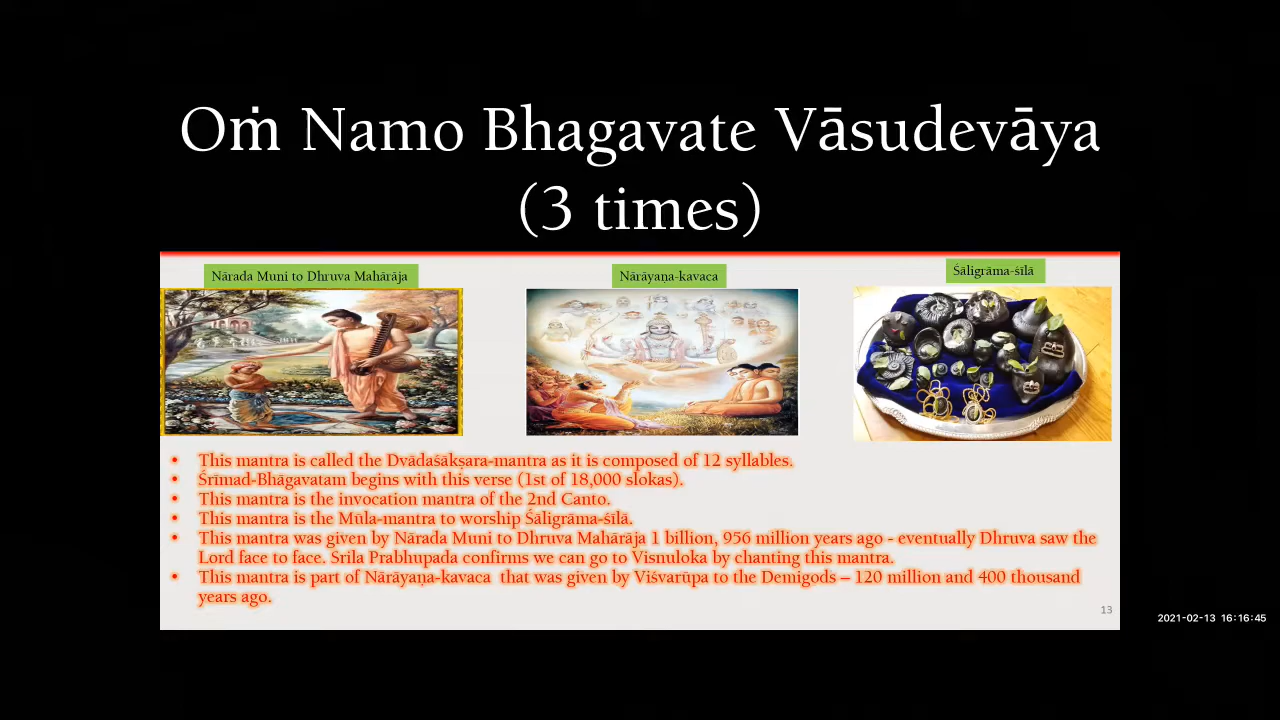 Oṁ Namo Bhagavate Vāsudevāya
(3 times)
Nārada Muni to Dhruva Mahārāja
Nārāyaṇa-kavaca
Śāligrāma-śīlā
• This mantra is called the Dvādaśākṣara-mantra as it is composed of 12 syllables.
• Śrīmad-Bhāgavatam begins with this verse (1st of 18,000 slokas).
• This mantra is the invocation mantra of the 2nd Canto.
• This mantra is the Mūla-mantra to worship Śāligrāma-śīlā.
• This mantra was given by Nārada Muni to Dhruva Mahārāja 1 billion, 956 million years ago - eventually Dhruva saw the
Lord face to face. Srila Prabhupada confirms we can go to Visnuloka by chanting this mantra.
• This mantra is part of Nārāyaṇa-kavaca that was given by Viśvarūpa to the Demigods – 120 million and 400 thousand
years ago.
13
2021-02-13 16:16:45